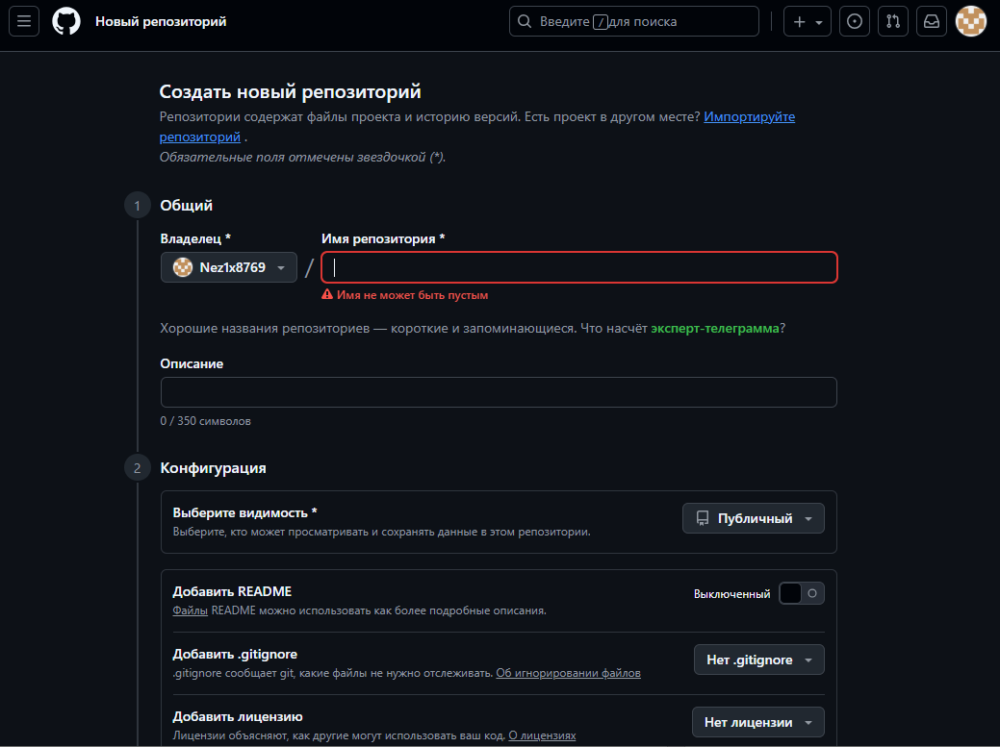 Новый репозиторий
Введите / для поиска
Создать новый репозиторий
Репозитории содержат файлы проекта и историю версий. Есть проект в другом месте? Импортируйте
репозиторий .
Обязательные поля отмечены звездочкой (*).
1 Общий
Владелец * Имя репозитория *
Nez1x8769 /
Имя не может быть пустым
Хорошие названия репозиториев — короткие и запоминающиеся. Что насчёт эксперт-телеграмма?
Описание
0 / 350 символов
2 Конфигурация
Выберите видимость *
Выберите, кто может просматривать и сохранять данные в этом репозитории.
Публичный
Добавить README
Файлы README можно использовать как более подробные описания.
Выключенный
Добавить .gitignore
.gitignore сообщает git, какие файлы не нужно отслеживать. Об игнорировании файлов
Нет .gitignore
Добавить лицензию
Лицензии объясняют, как другие могут использовать ваш код. О лицензиях
Нет лицензии